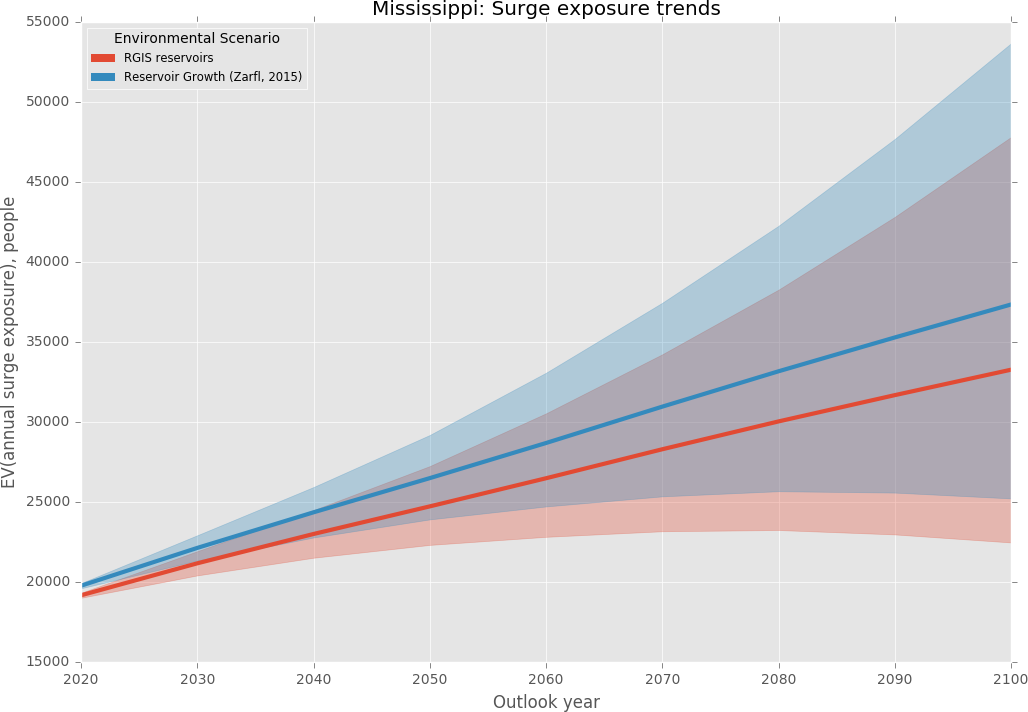 Mississippi: Surge exposure trends
55000
50000
45000
40000
35000
30000
25000
20000
15000
EV(annual surge exposure), people
Environmental Scenario
RGIS reservoirs
Reservoir Growth (Zarfl, 2015)
2020 2030 2040 2050 2060 2070 2080 2090 2100
Outlook year